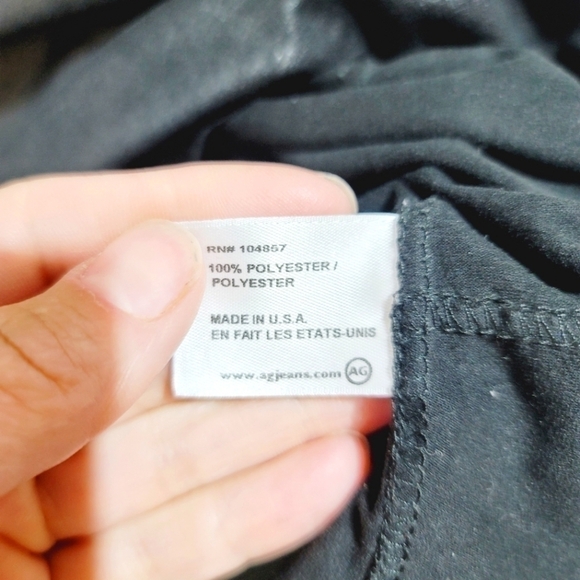 RN# 104857
100% POLYESTER /
POLYESTER
MADE IN U.S.A.
EN FAIT LES ETATS-UNIS
www.agjeans.com AG